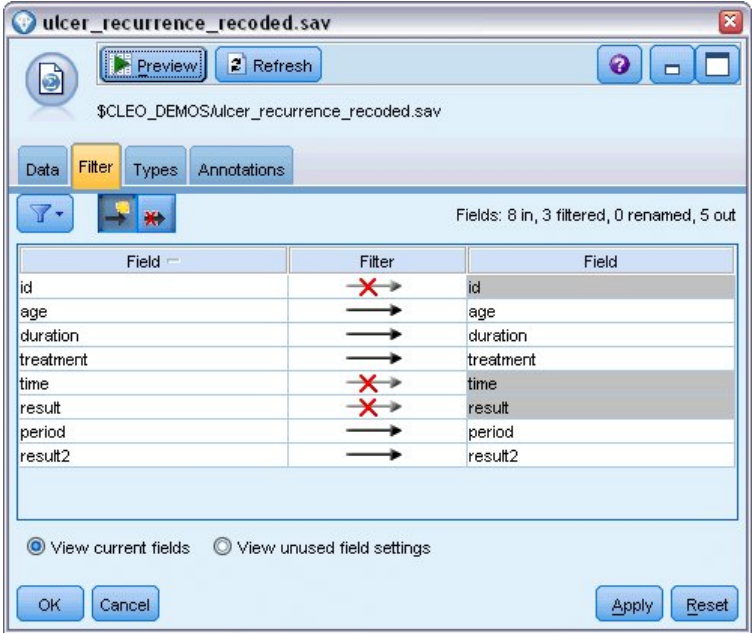 ulcer_recurrence_recoded.sav
Preview Refresh
$CLEO_DEMOS/ulcer_recurrence_recoded.sav
Data Filter Types Annotations
Fields: 8 in, 3 filtered, 0 renamed, 5 out
Field Filter Field
id id
age age
duration duration
treatment treatment
time time
result result
period period
result2 result2
View current fields View unused field settings
OK Cancel Apply Reset